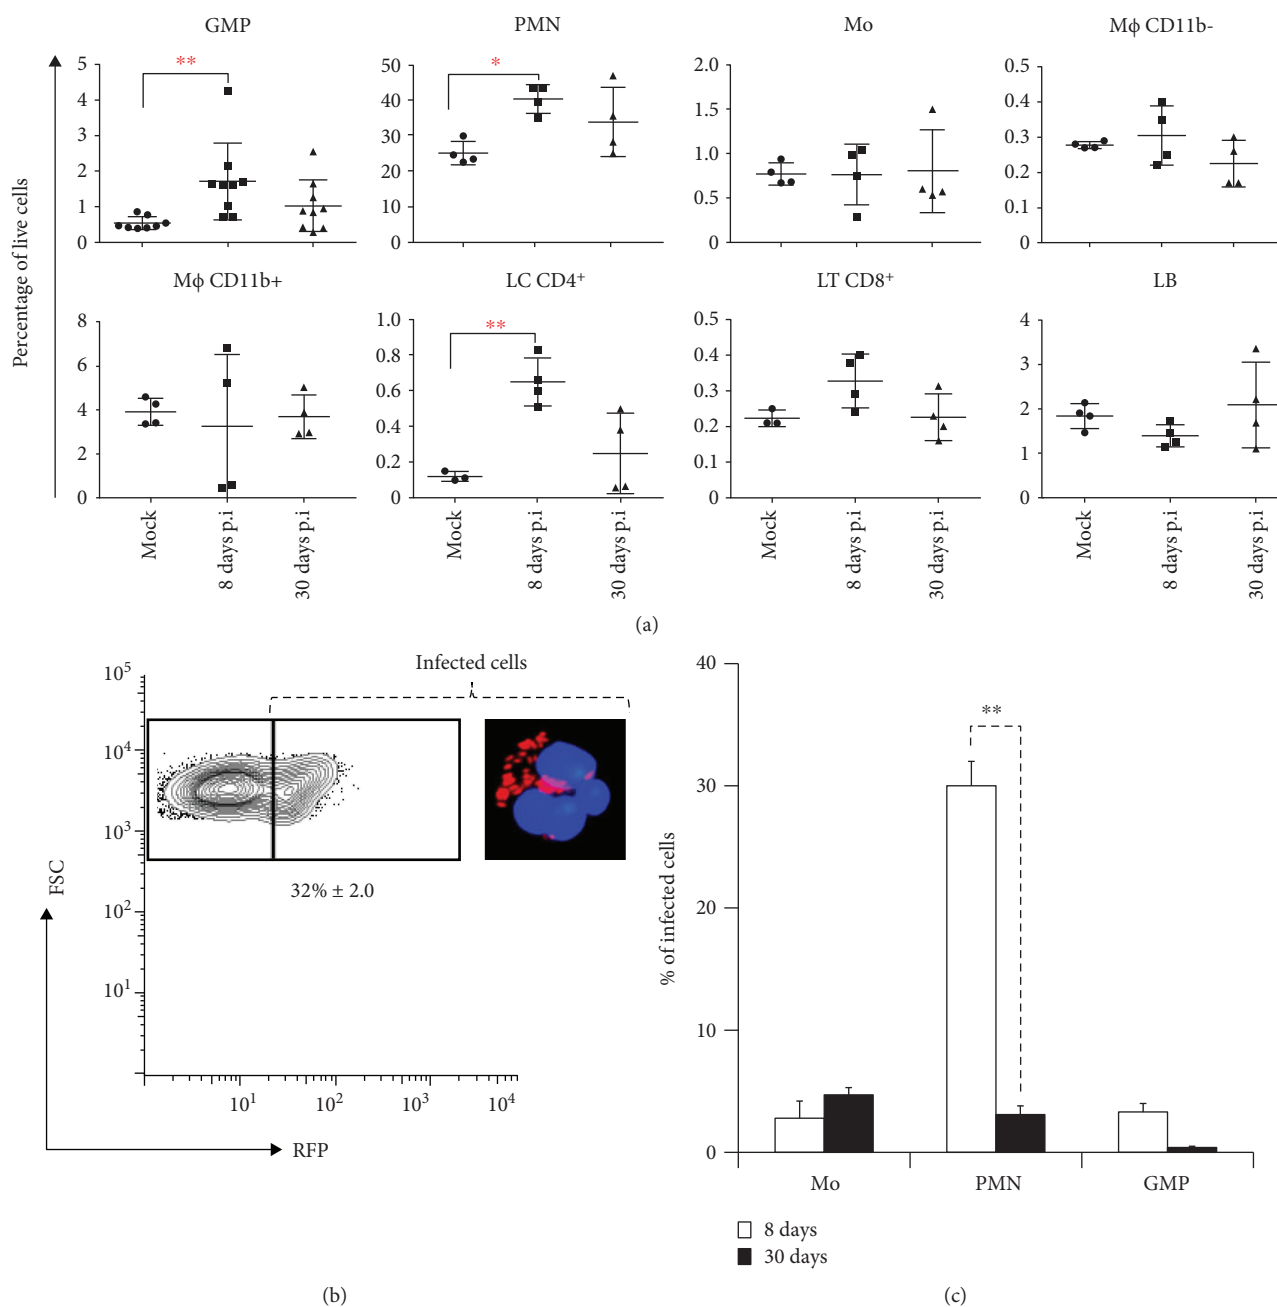 GMP PMN Mo Mφ CD11b-
Percentage of live cells
5 4 3 2 1 0 **
50 40 30 20 10 0 *
2.0 1.5 1.0 0.5 0
0.5 0.4 0.3 0.2 0.1 0
Mφ CD11b+ LC CD4+ LT CD8+ LB
8 6 4 2 0
1.0 0.8 0.6 0.4 0.2 0 **
0.5 0.4 0.3 0.2 0.1 0
4 3 2 1 0
Mock 8 days p.i 30 days p.i Mock 8 days p.i 30 days p.i Mock 8 days p.i 30 days p.i Mock 8 days p.i 30 days p.i
(a)
Infected cells
FSC
10^5
10^4
10^3
10^2
10^1
32% ± 2.0
10^1 10^2 10^3 10^4
RFP
(b)
% of infected cells
40
30
20
10
0
**
Mo PMN GMP
8 days
30 days
(c)